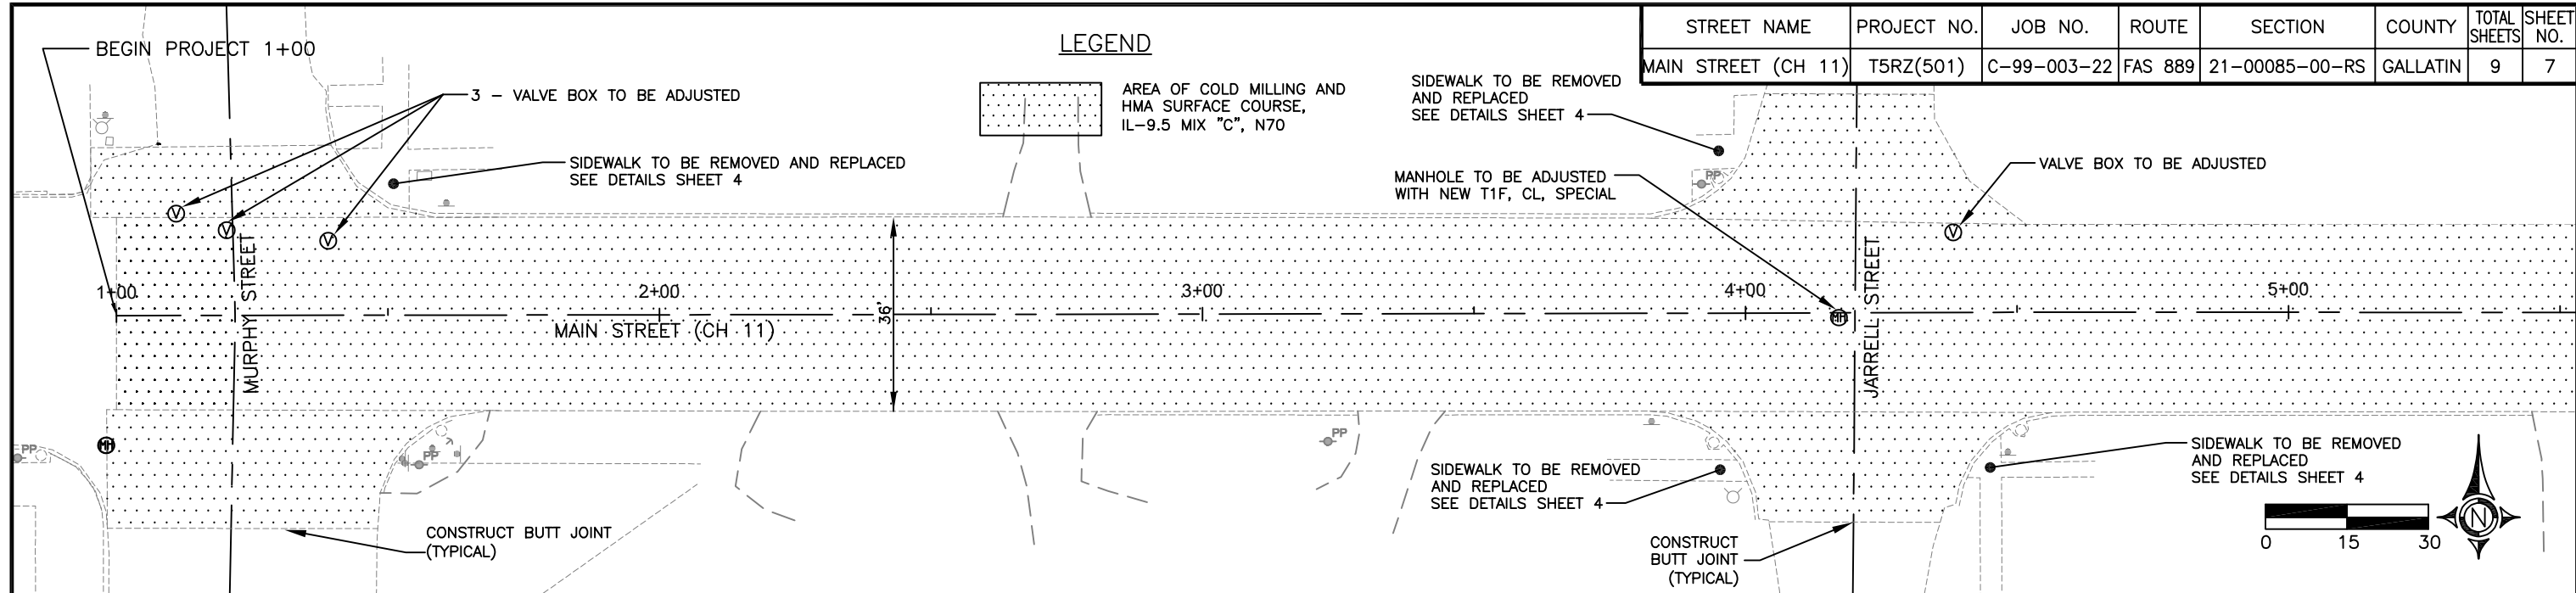 STREET NAME PROJECT NO. JOB NO. ROUTE SECTION COUNTY TOTAL SHEETS SHEET NO.
MAIN STREET (CH 11) T5RZ(501) C-99-003-22 FAS 889 21-00085-00-RS GALLATIN 9 7
BEGIN PROJECT 1+00
LEGEND
AREA OF COLD MILLING AND
HMA SURFACE COURSE,
IL-9.5 MIX "C", N70
3 - VALVE BOX TO BE ADJUSTED
SIDEWALK TO BE REMOVED AND REPLACED
SEE DETAILS SHEET 4
SIDEWALK TO BE REMOVED
AND REPLACED
SEE DETAILS SHEET 4
MANHOLE TO BE ADJUSTED
WITH NEW T1F, CL, SPECIAL
PP
VALVE BOX TO BE ADJUSTED
V
V
V
V
1+00
2+00
3+00
4+00
5+00
36'
MAIN STREET (CH 11)
MURPHY STREET
JARRELL STREET
MH
MH
PP
PP
PP
CONSTRUCT BUTT JOINT
(TYPICAL)
SIDEWALK TO BE REMOVED
AND REPLACED
SEE DETAILS SHEET 4
CONSTRUCT
BUTT JOINT
(TYPICAL)
SIDEWALK TO BE REMOVED
AND REPLACED
SEE DETAILS SHEET 4
0 15 30
N